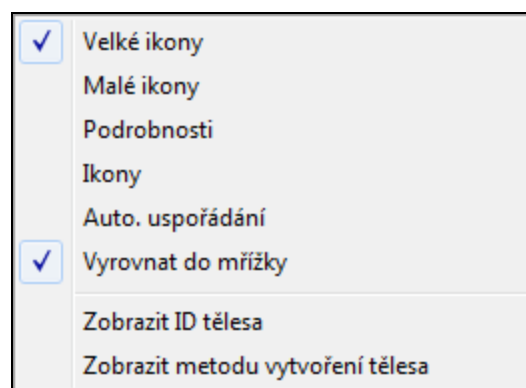 Velké ikony
Malé ikony
Podrobnosti
Ikony
Auto. uspořádání
Vyrovnat do mřížky
Zobrazit ID tělesa
Zobrazit metodu vytvoření tělesa